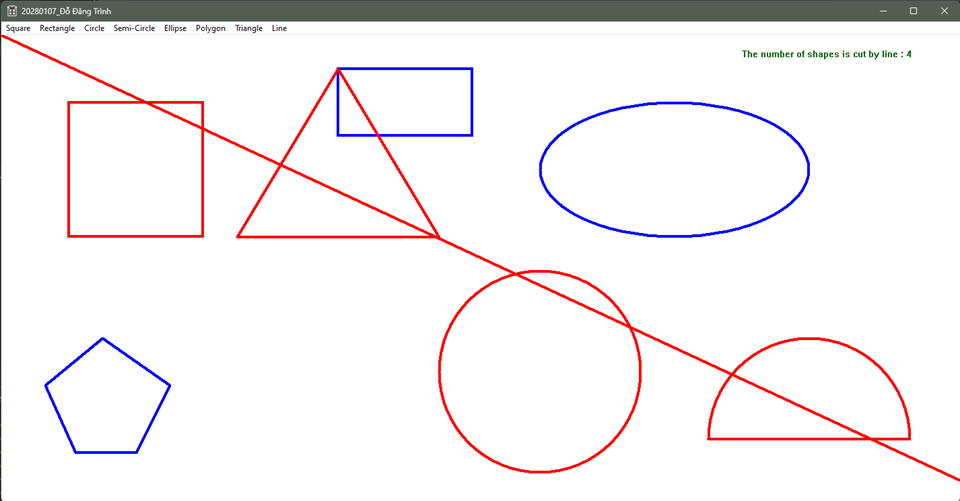 20280107_Đỗ Đăng Trình
Square Rectangle Circle Semi-Circle Ellipse Polygon Triangle Line
The number of shapes is cut by line : 4